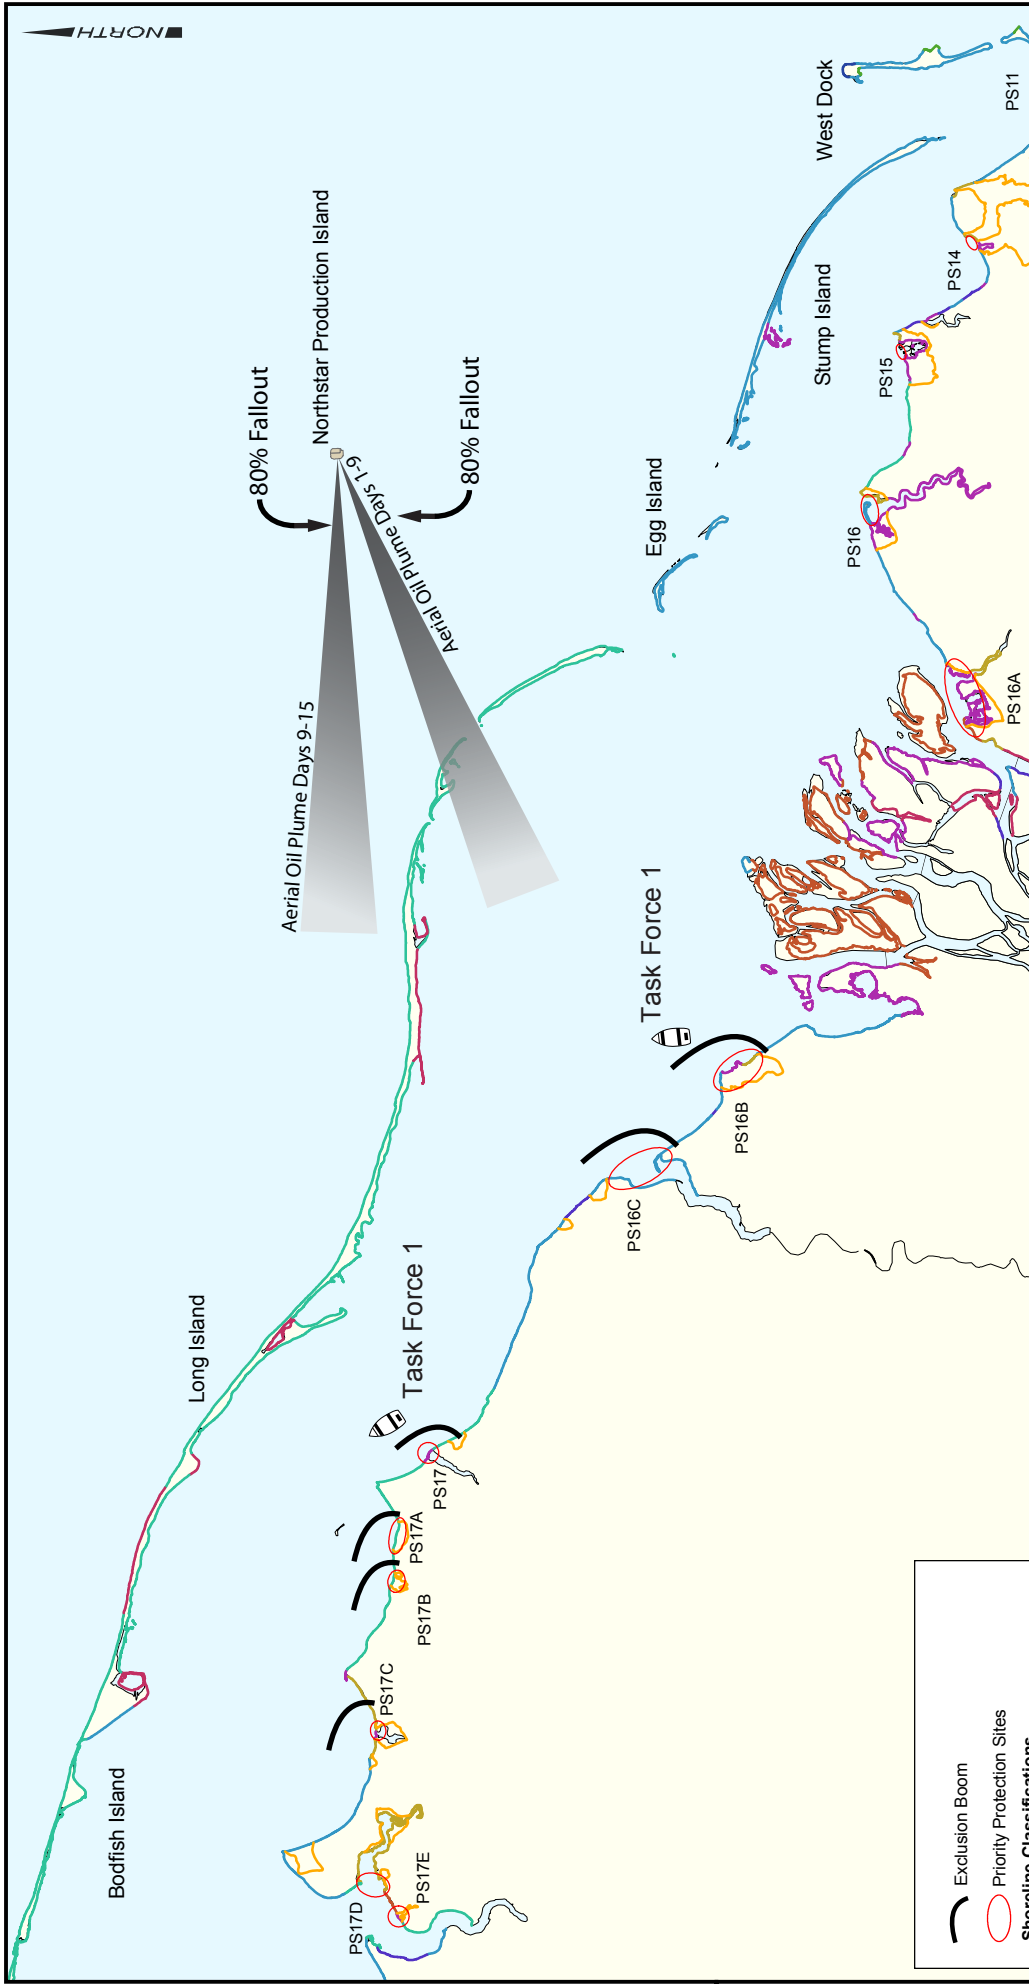 NORTH
Bodfish Island
Long Island
Aerial Oil Plume Days 9-15
80% Fallout
Northstar Production Island
Aerial Oil Plume Days 1-9
80% Fallout
Egg Island
Stump Island
West Dock
Task Force 1
Task Force 1
PS17D
PS17E
PS17C
PS17B
PS17A
PS17
PS16C
PS16B
PS16A
PS16
PS15
PS14
PS11
Exclusion Boom
Priority Protection Sites
Shoreline Classifications